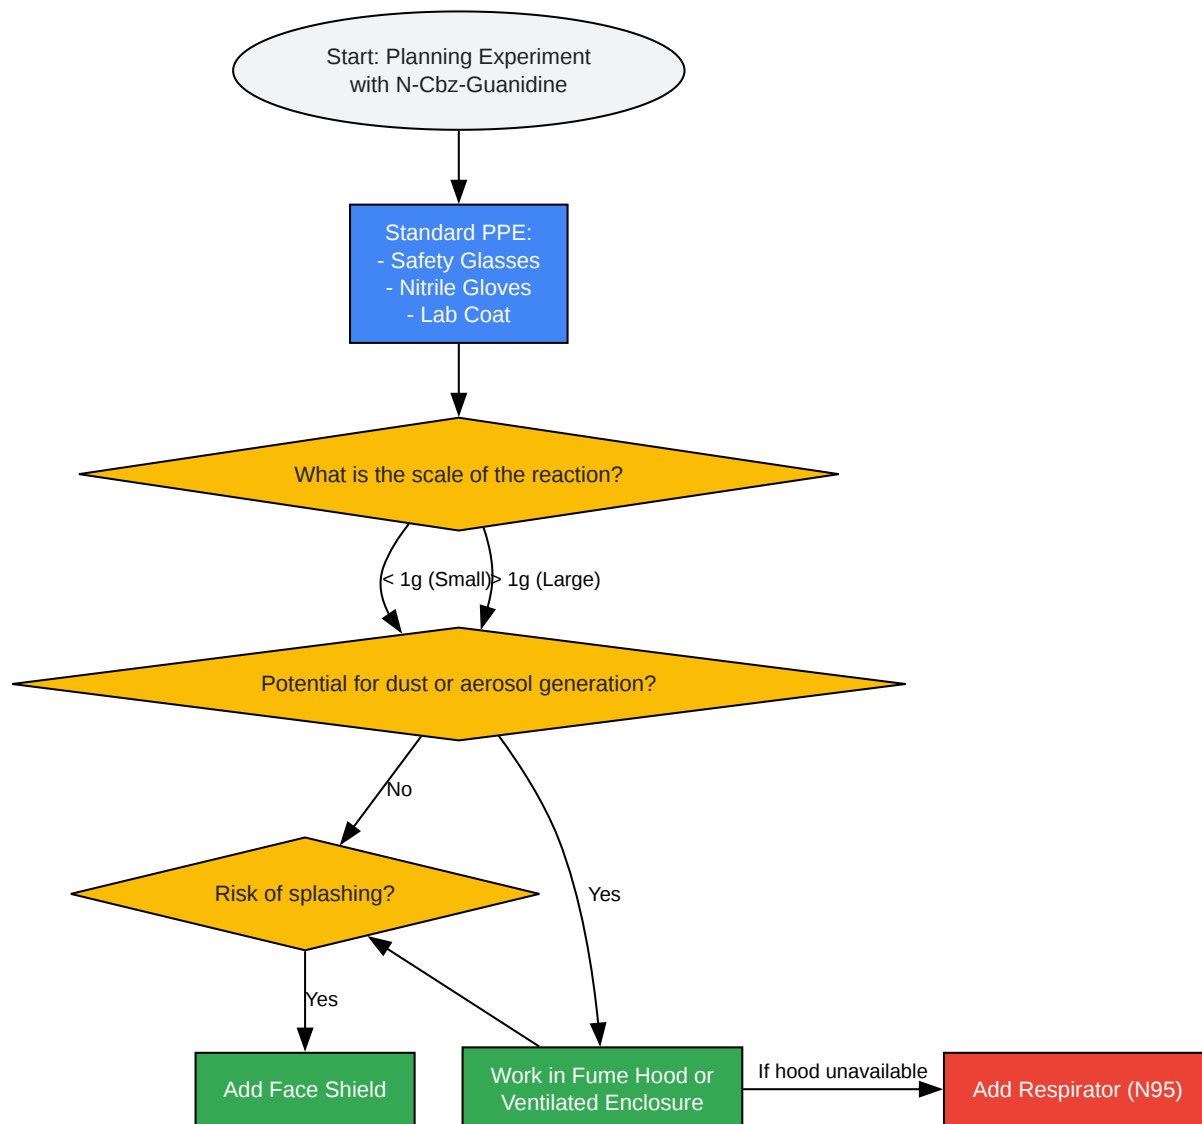 Start: Planning Experiment
with N-Cbz-Guanidine
Standard PPE:
- Safety Glasses
- Nitrile Gloves
- Lab Coat
What is the scale of the reaction?
< 1g (Small)
> 1g (Large)
Potential for dust or aerosol generation?
No
Yes
Risk of splashing?
Yes
Add Face Shield
Work in Fume Hood or
Ventilated Enclosure
If hood unavailable
Add Respirator (N95)